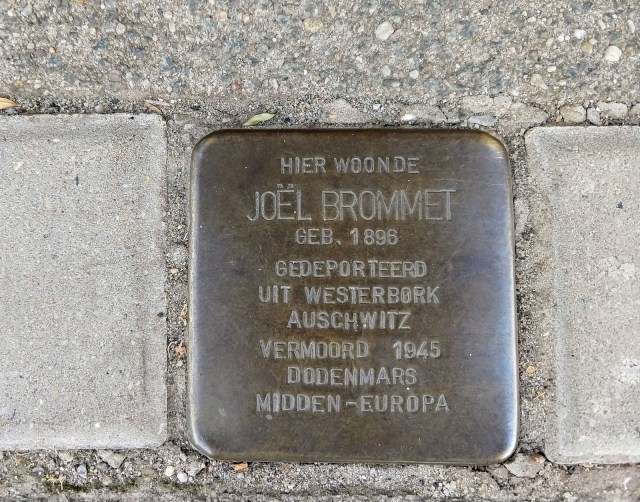 HIER WOONDE
JOËL BROMMET
GEB. 1896
GEDEPORTEERD
UIT WESTERBORK
AUSCHWITZ
VERMOORD 1945
DODENMARS
MIDDEN-EUROPA